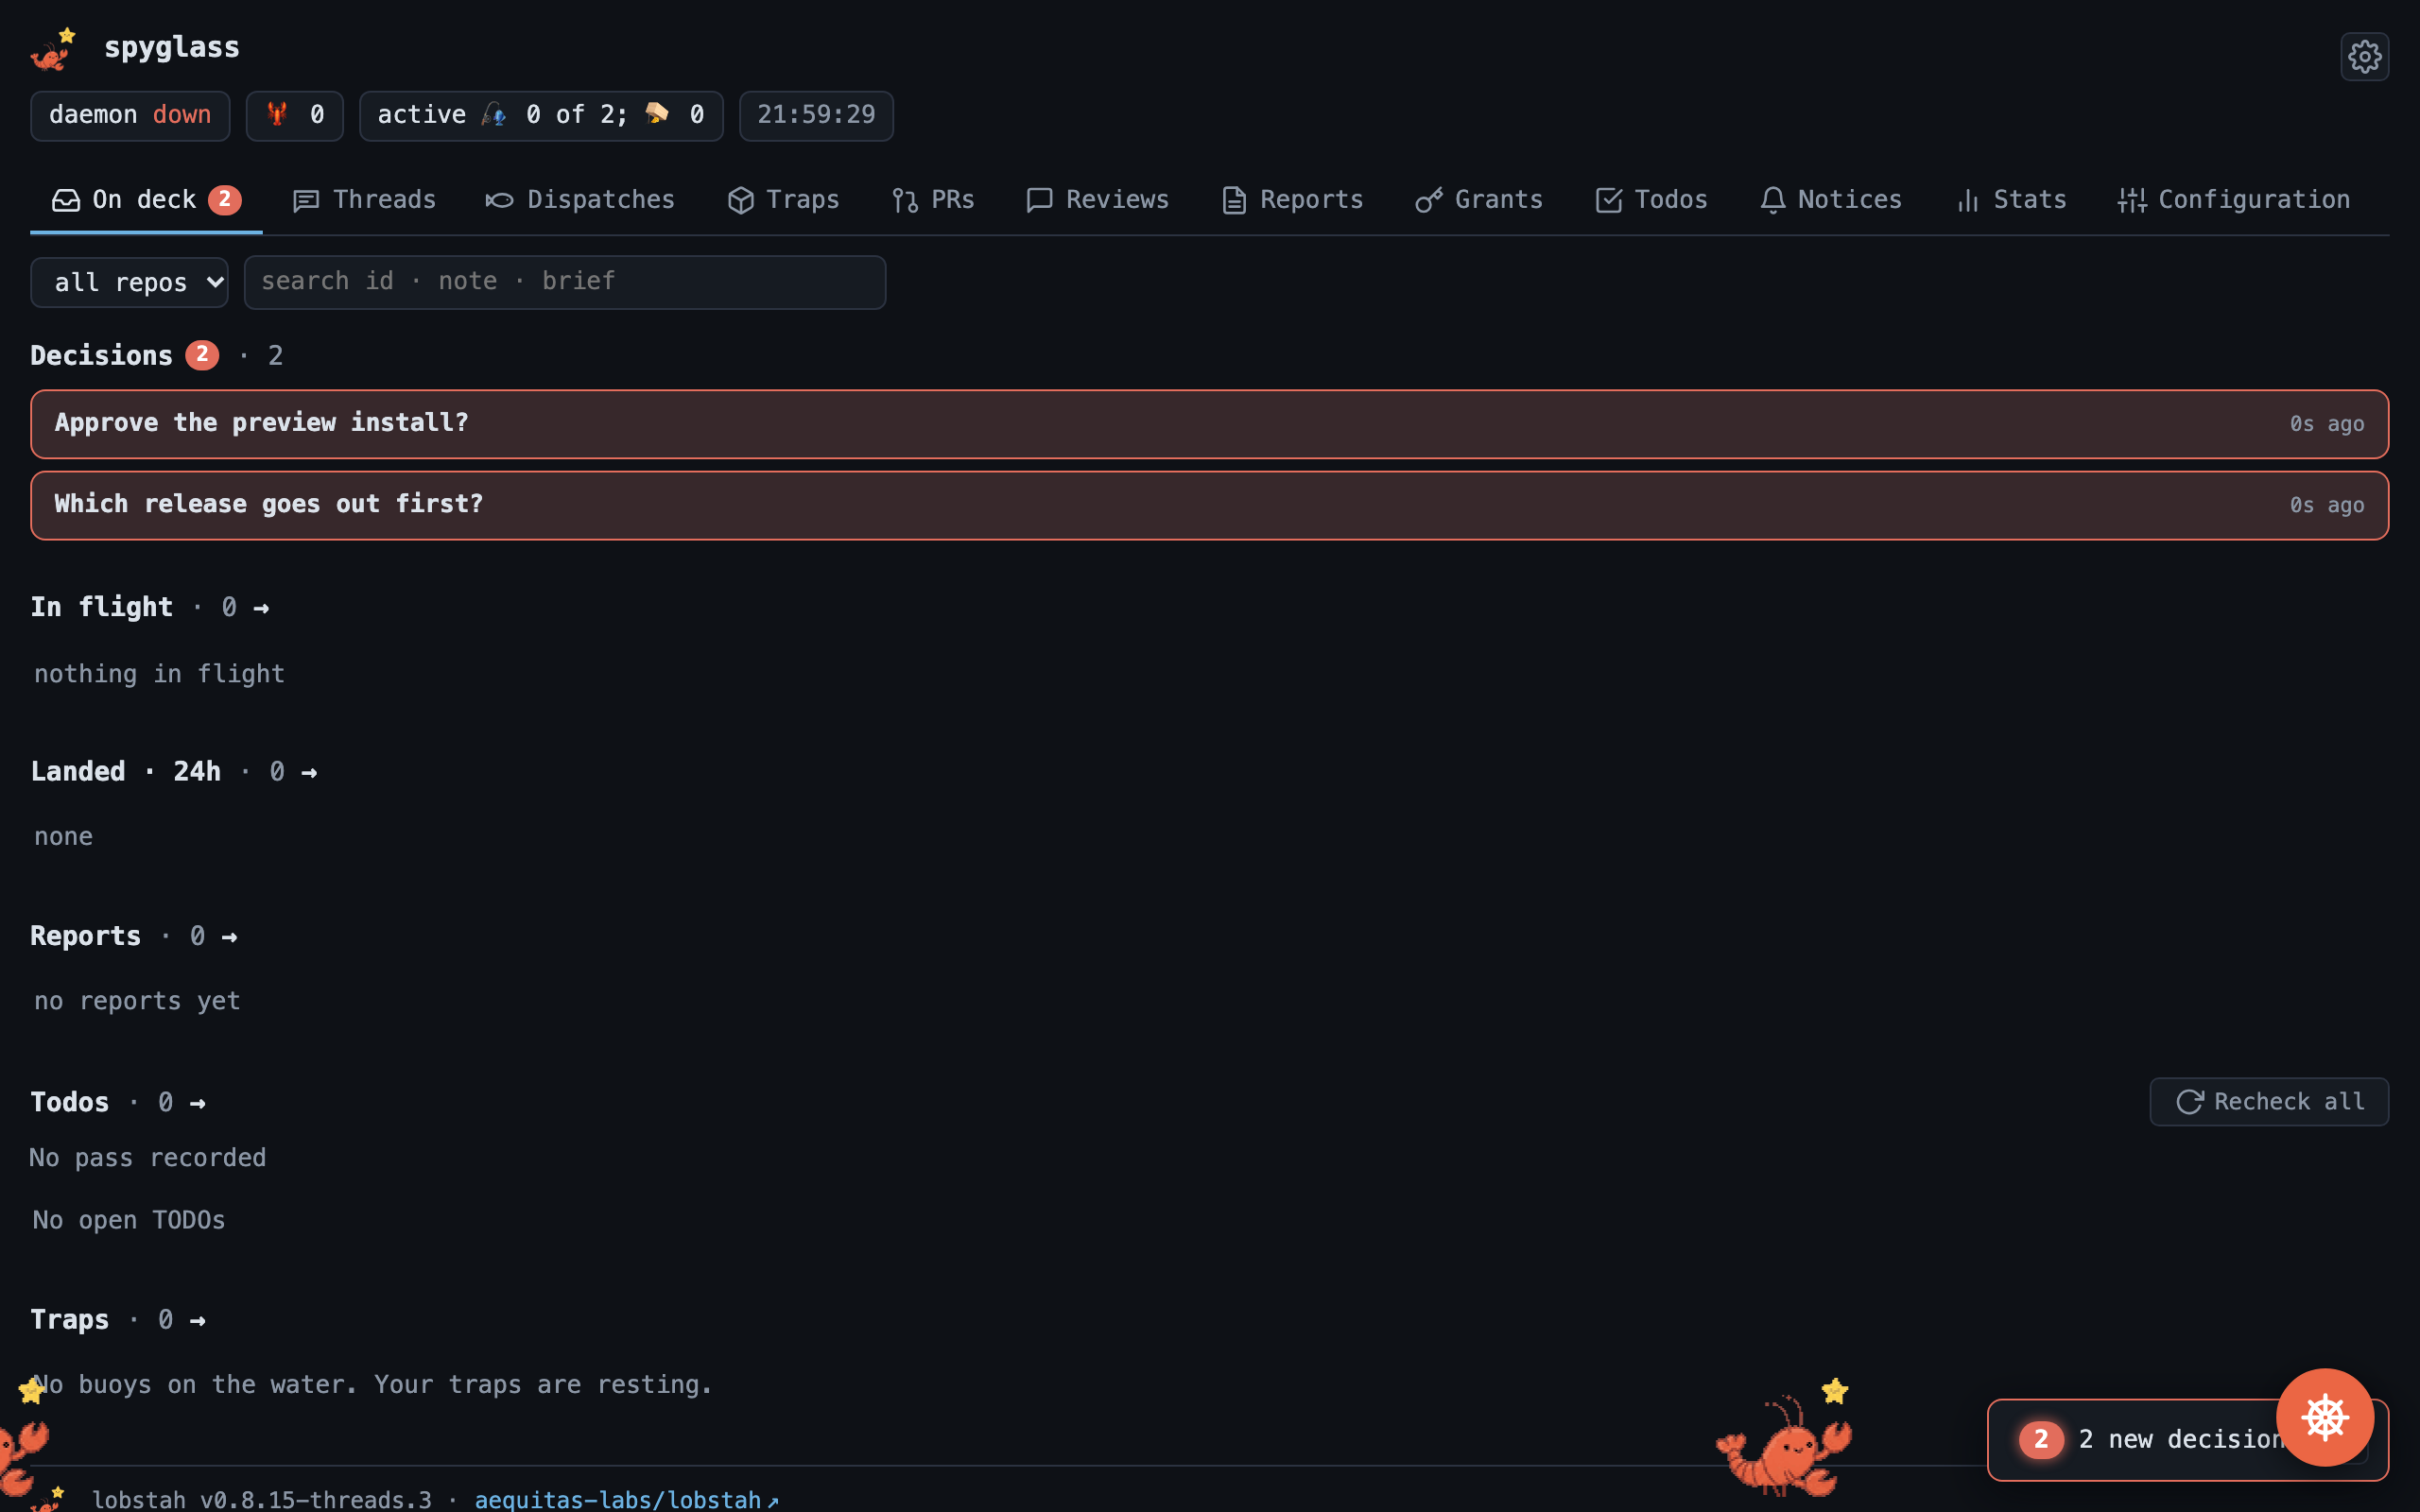 spyglass
daemon down
0
active 0 of 2; 0
21:59:29
On deck 2
Threads
Dispatches
Traps
PRs
Reviews
Reports
Grants
Todos
Notices
Stats
Configuration
all repos
search id · note · brief
Decisions 2 · 2
Approve the preview install? 0s ago
Which release goes out first? 0s ago
In flight · 0 →
nothing in flight
Landed · 24h · 0 →
none
Reports · 0 →
no reports yet
Todos · 0 →
Recheck all
No pass recorded
No open TODOs
Traps · 0 →
No buoys on the water. Your traps are resting.
2 2 new decision
lobstah v0.8.15-threads.3 · aequitas-labs/lobstah↗